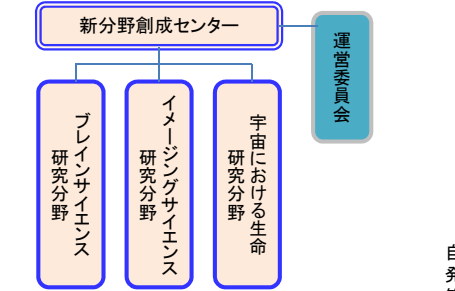 新分野創成センター
運営委員会
ブレインサイエンス
研究分野
イメージングサイエンス
研究分野
宇宙における生命
研究分野
自
発